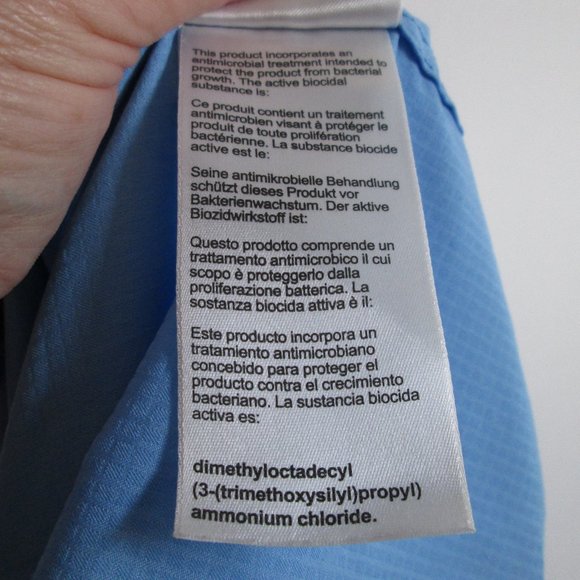 This product incorporates an
antimicrobial treatment intended to
protect the product from bacterial
growth. The active biocidal
substance is:
Ce produit contient un traitement
antimicrobien visant à protéger le
produit de toute prolifération
bactérienne. La substance biocide
active est le:
Seine antimikrobielle Behandlung
schützt dieses Produkt vor
Bakterienwachstum. Der aktive
Biozidwirkstoff ist:
Questo prodotto comprende un
trattamento antimicrobico il cui
scopo è proteggerlo dalla
proliferazione batterica. La
sostanza biocida attiva è il:
Este producto incorpora un
tratamiento antimicrobiano
concebido para proteger el
producto contra el crecimiento
bacteriano. La sustancia biocida
activa es:
dimethyloctadecyl
(3-(trimethoxysilyl)propyl)
ammonium chloride.